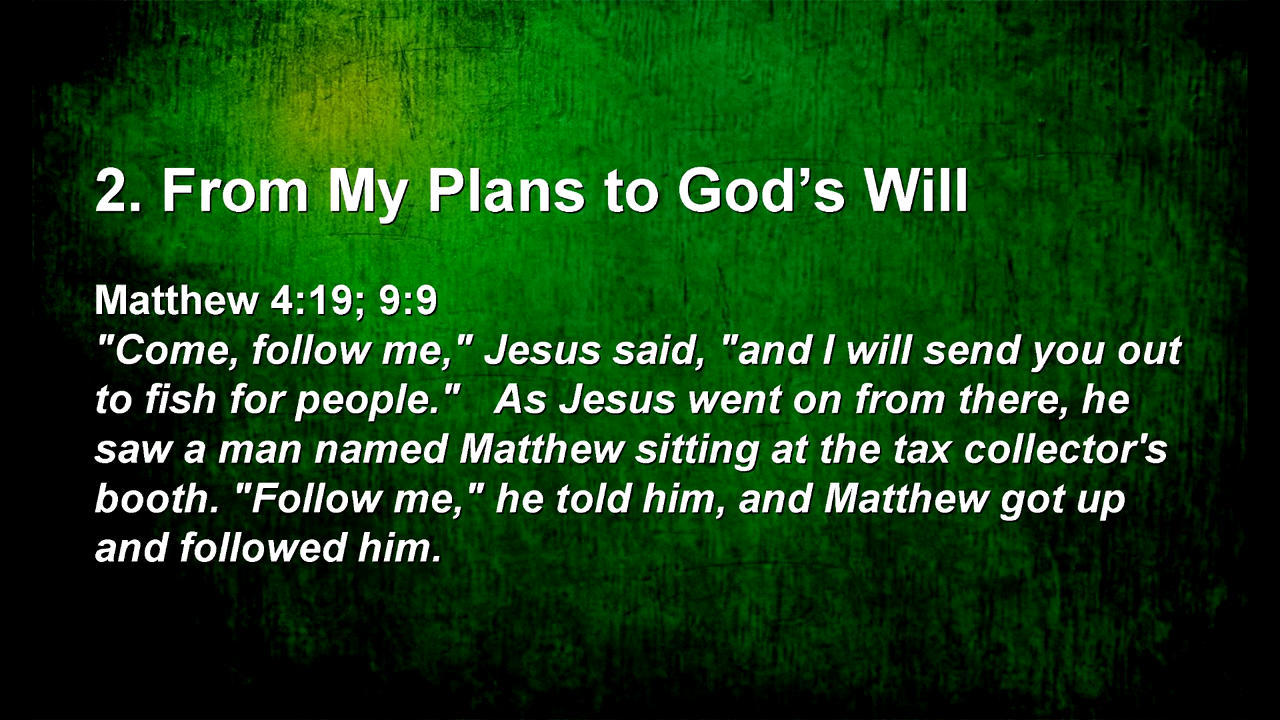 2. From My Plans to God’s Will
Matthew 4:19; 9:9
"Come, follow me," Jesus said, "and I will send you out
to fish for people."   As Jesus went on from there, he
saw a man named Matthew sitting at the tax collector's
booth. "Follow me," he told him, and Matthew got up
and followed him.